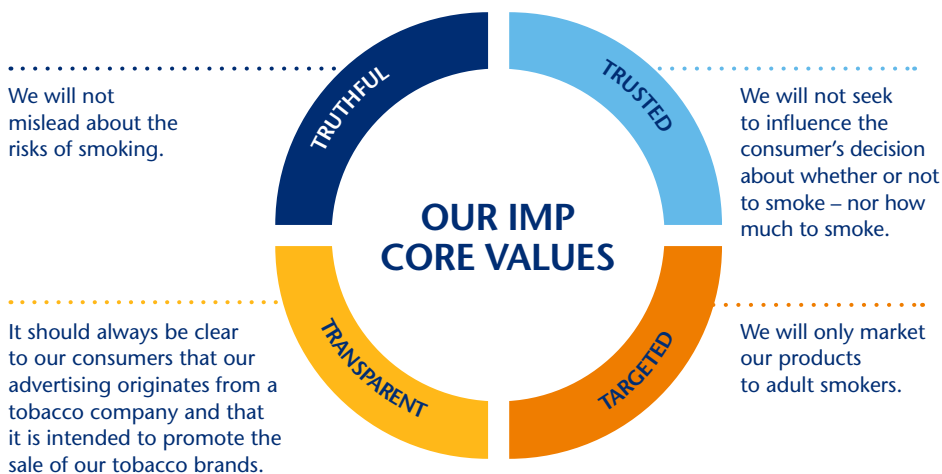 TRUTHFUL
We will not
mislead about the
risks of smoking.
TRUSTED
We will not seek
to influence the
consumer’s decision
about whether or not
to smoke – nor how
much to smoke.
OUR IMP
CORE VALUES
TRANSPARENT
It should always be clear
to our consumers that our
advertising originates from a
tobacco company and that
it is intended to promote the
sale of our tobacco brands.
TARGETED
We will only market
our products
to adult smokers.